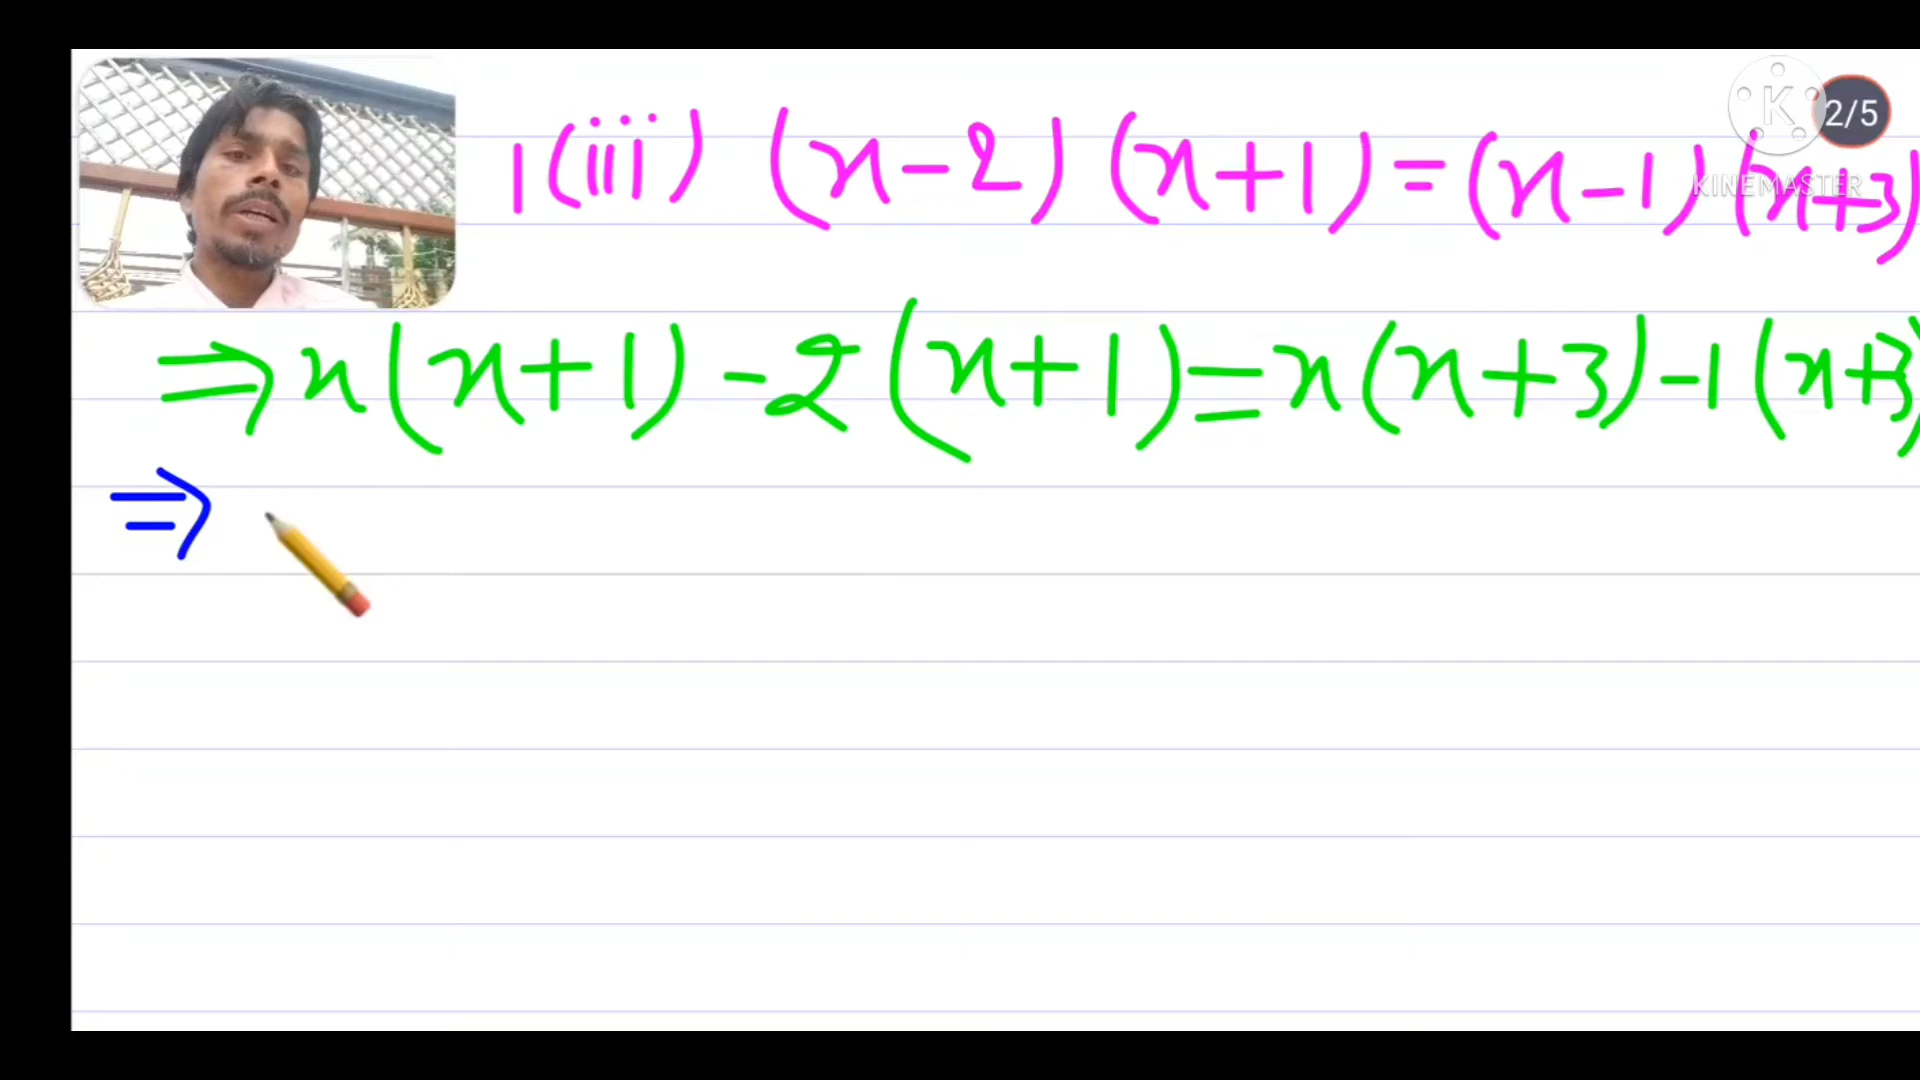 1(iii) (x-2)(x+1)=(x-1)(x+3)
⇒x(x+1)-2(x+1)=x(x+3)-1(x+3)
⇒
K
2/5
KINEMASTER